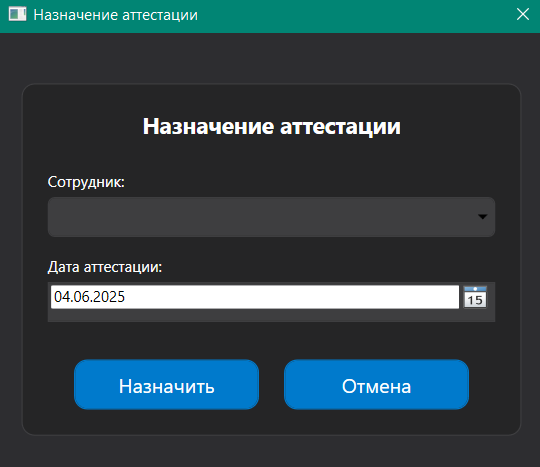 Назначение аттестации
Назначение аттестации
Сотрудник:
Дата аттестации:
04.06.2025
15
Назначить
Отмена